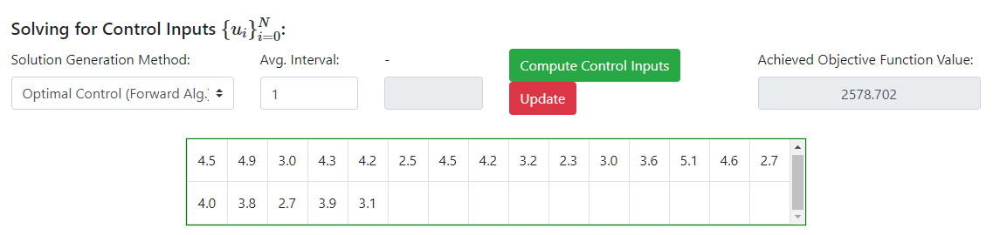 Solving for Control Inputs {u_i}_{i=0}^N:
Solution Generation Method: Avg. Interval: - Compute Control Inputs Achieved Objective Function Value:
Optimal Control (Forward Alg.) 1 Update 2578.702
4.5 4.9 3.0 4.3 4.2 2.5 4.5 4.2 3.2 2.3 3.0 3.6 5.1 4.6 2.7
4.0 3.8 2.7 3.9 3.1